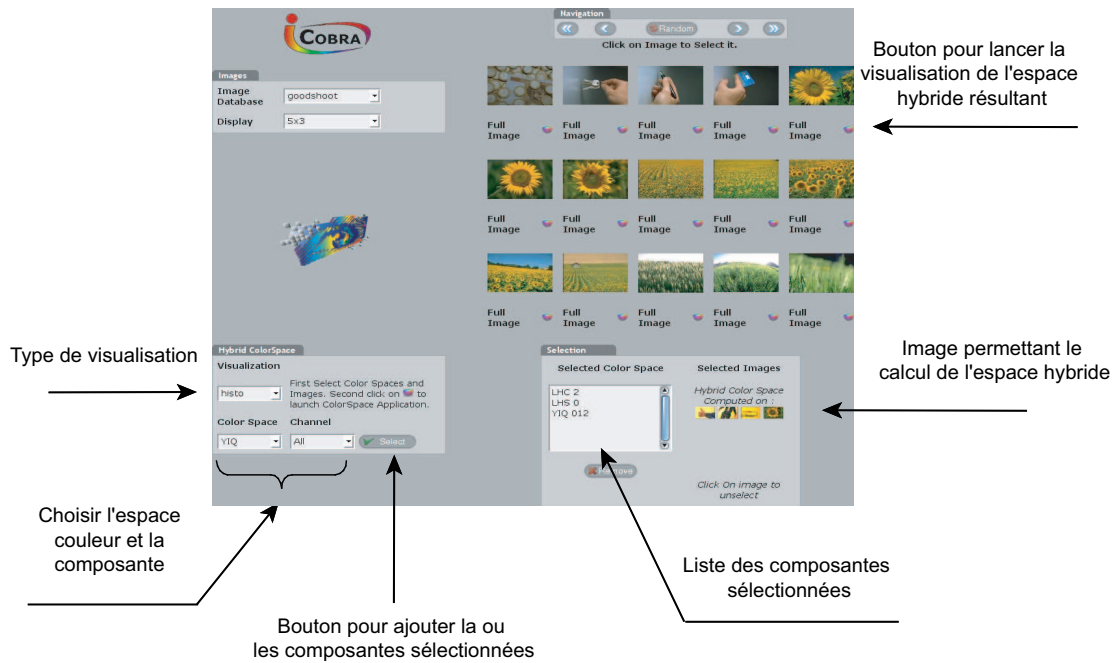 COBRA
Navigation
Random
Click on Image to Select it.
Images
Image
Database
goodshoot
Display
5x3
Full
Image
Full
Image
Full
Image
Full
Image
Full
Image
Full
Image
Full
Image
Full
Image
Full
Image
Full
Image
Full
Image
Full
Image
Full
Image
Full
Image
Full
Image
Bouton pour lancer la
visualisation de l'espace
hybride résultant
Type de visualisation
Hybrid ColorSpace
Visualization
histo
First Select Color Spaces and
Images. Second click on to
launch ColorSpace Application.
Color Space Channel
YIQ
All
Select
Selection
Selected Color Space
LHC 2
LHS 0
YIQ 012
Remove
Selected Images
Hybrid Color Space
Computed on :
Click On image to
unselect
Image permettant le
calcul de l'espace hybride
Choisir l'espace
couleur et la
composante
Bouton pour ajouter la ou
les composantes sélectionnées
Liste des composantes
sélectionnées